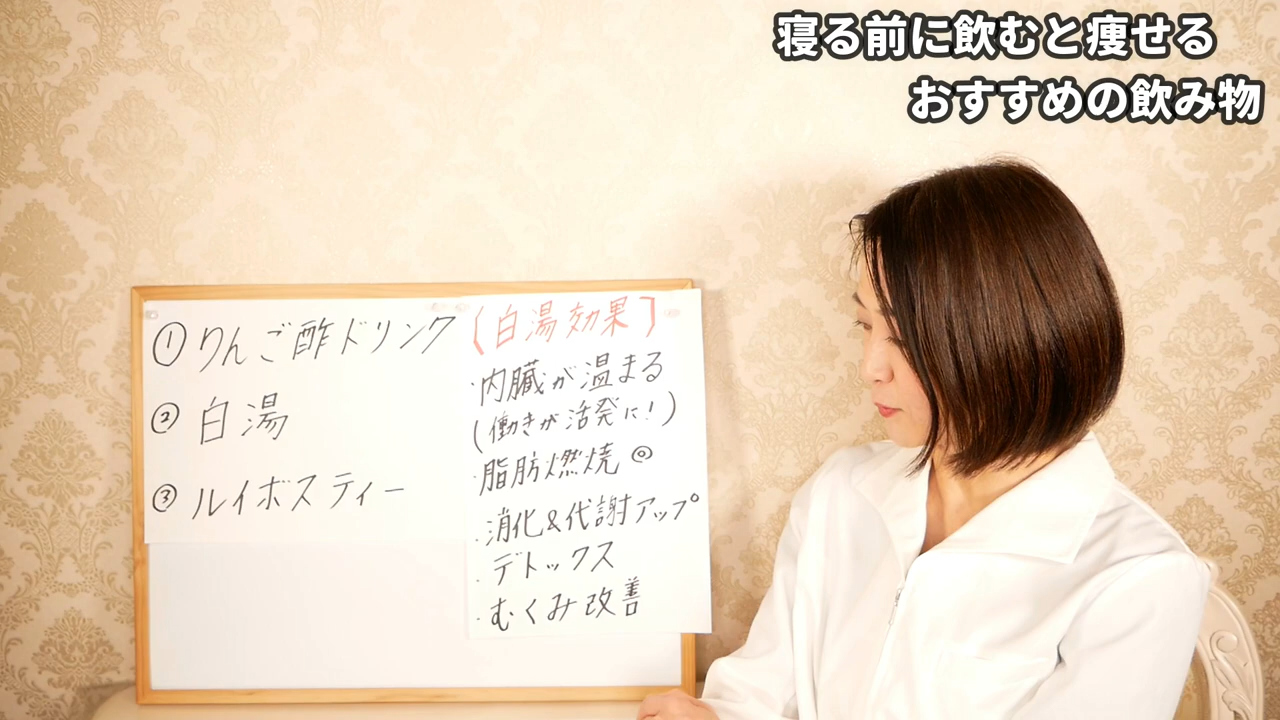 寝る前に飲むと痩せる
おすすめの飲み物
①りんご酢ドリンク
②白湯
③ルイボスティー
〔白湯効果〕
・内臓が温まる
(働きが活発に!)
・脂肪燃焼◎
・消化&代謝アップ
・デトックス
・むくみ改善